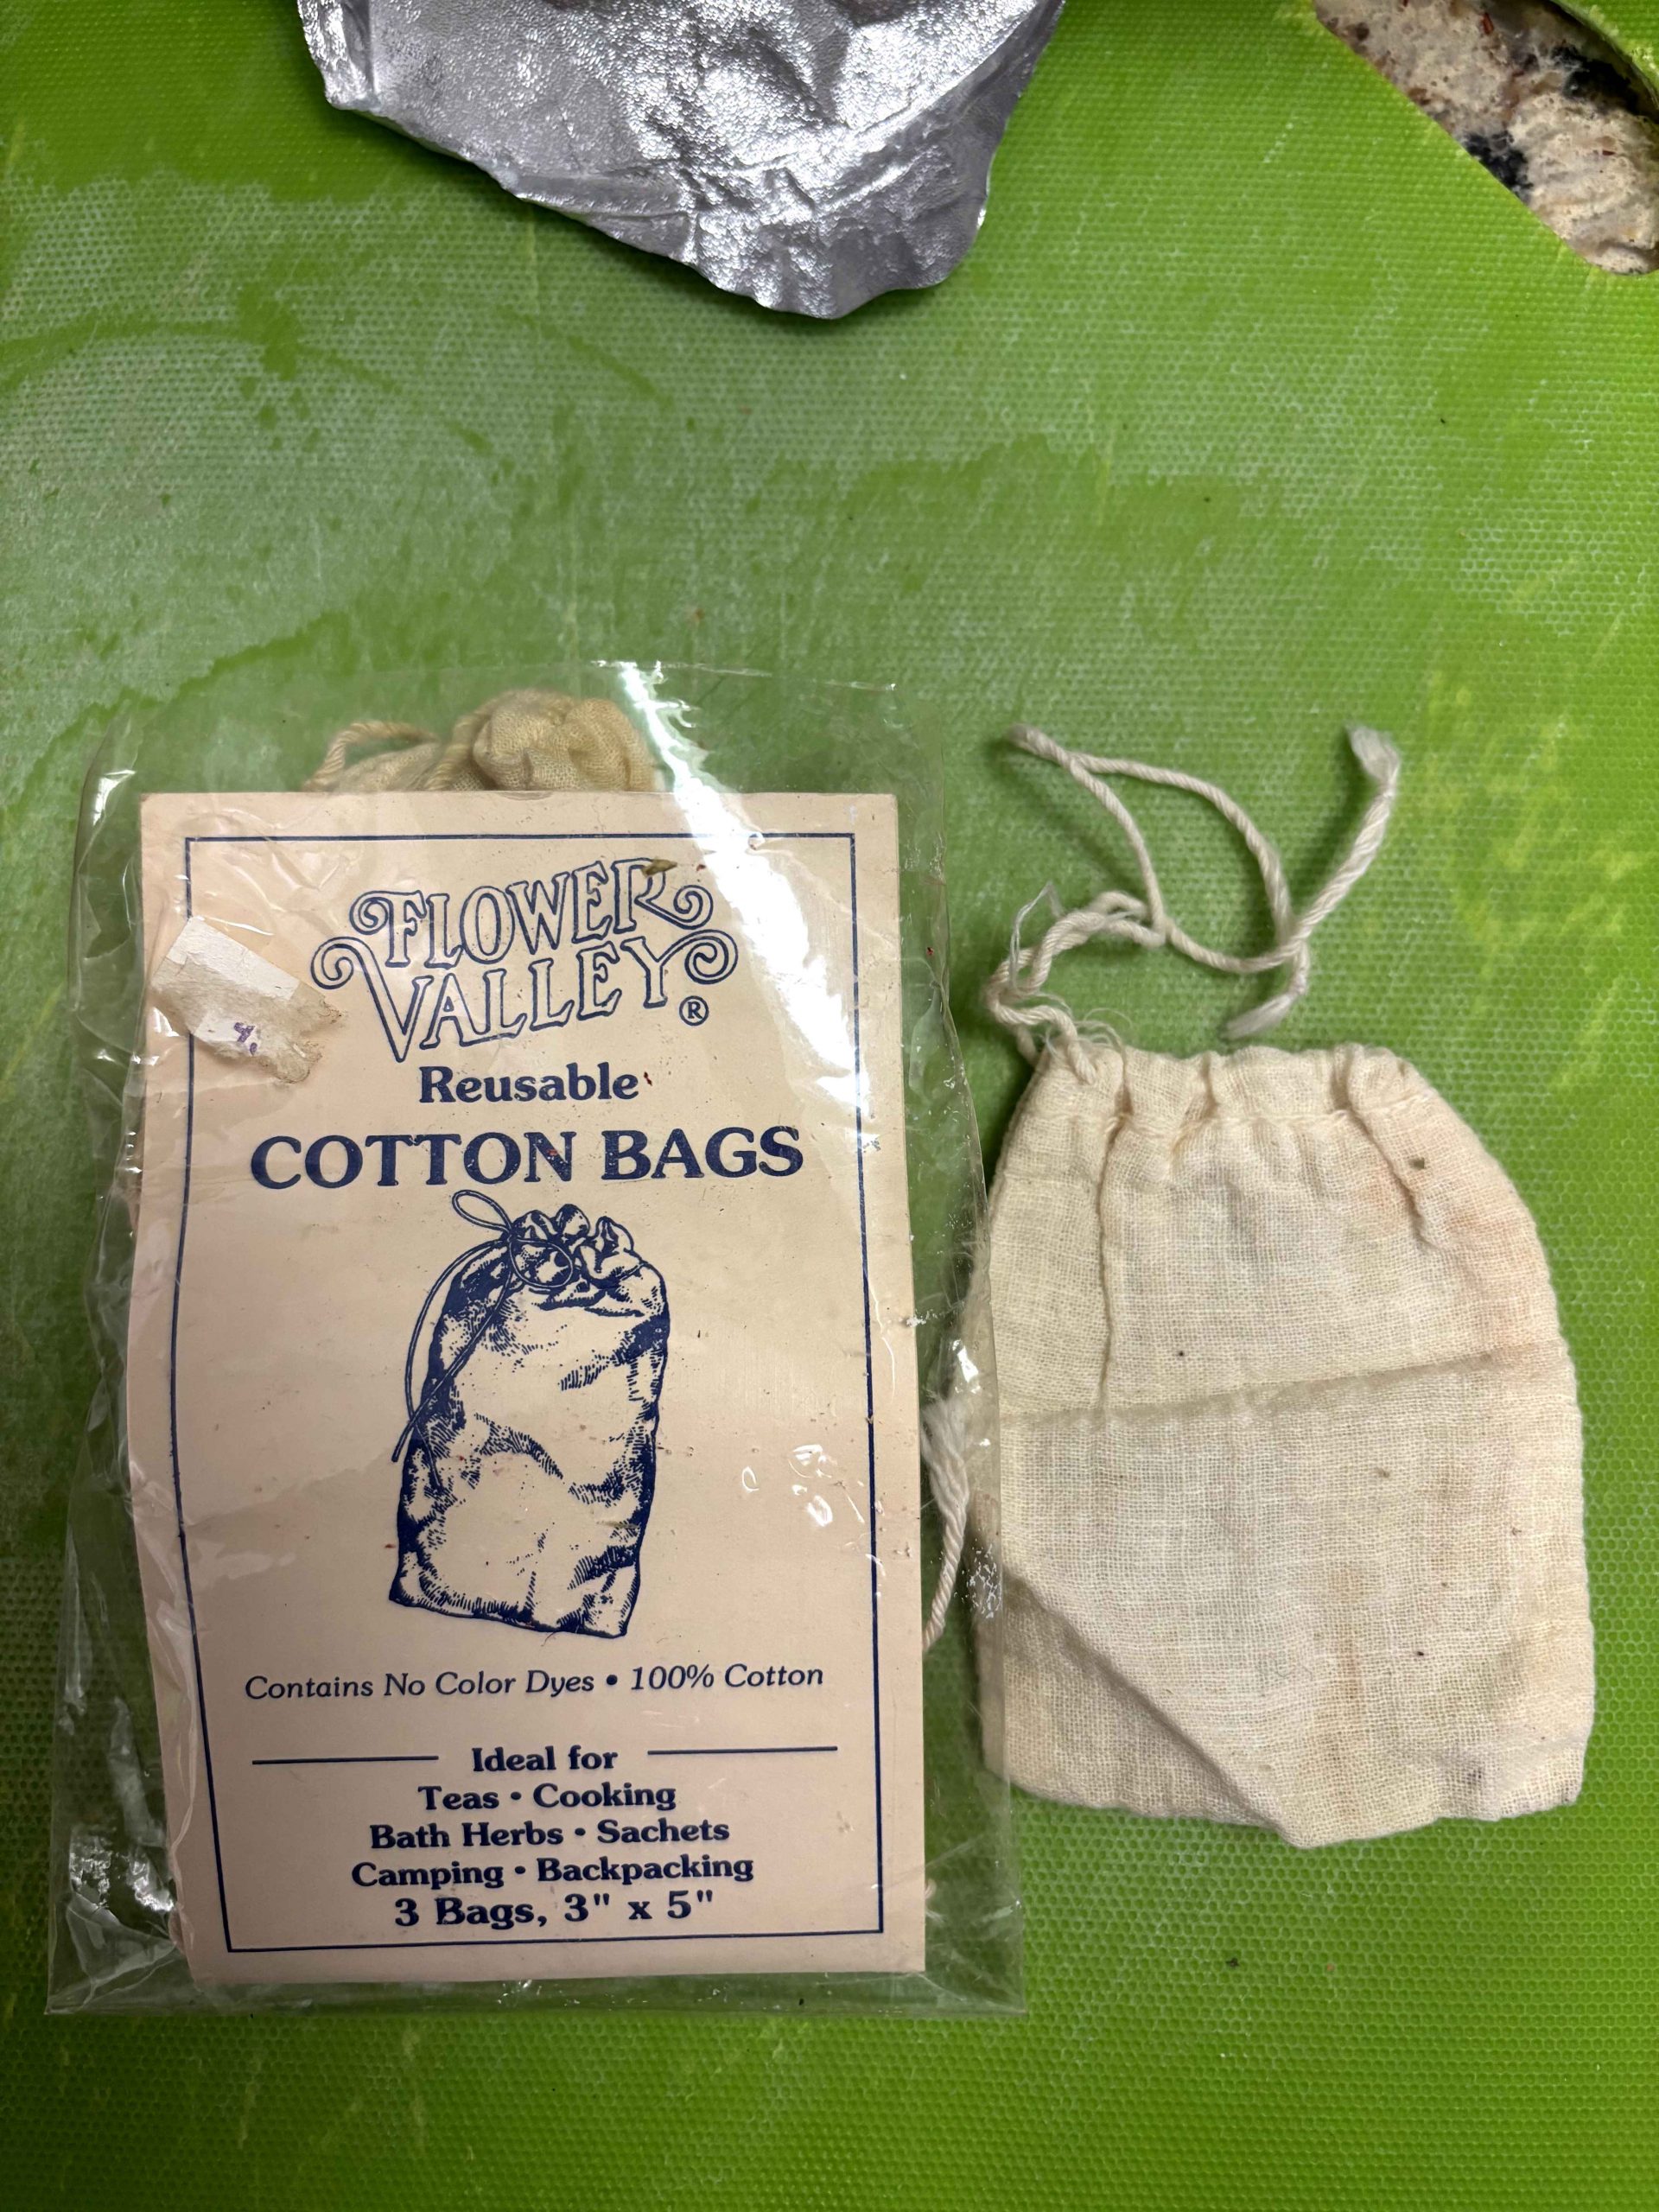 FLOWER
VALLEY®
Reusable
COTTON BAGS
Contains No Color Dyes • 100% Cotton
Ideal for
Teas • Cooking
Bath Herbs • Sachets
Camping • Backpacking
3 Bags, 3" x 5"